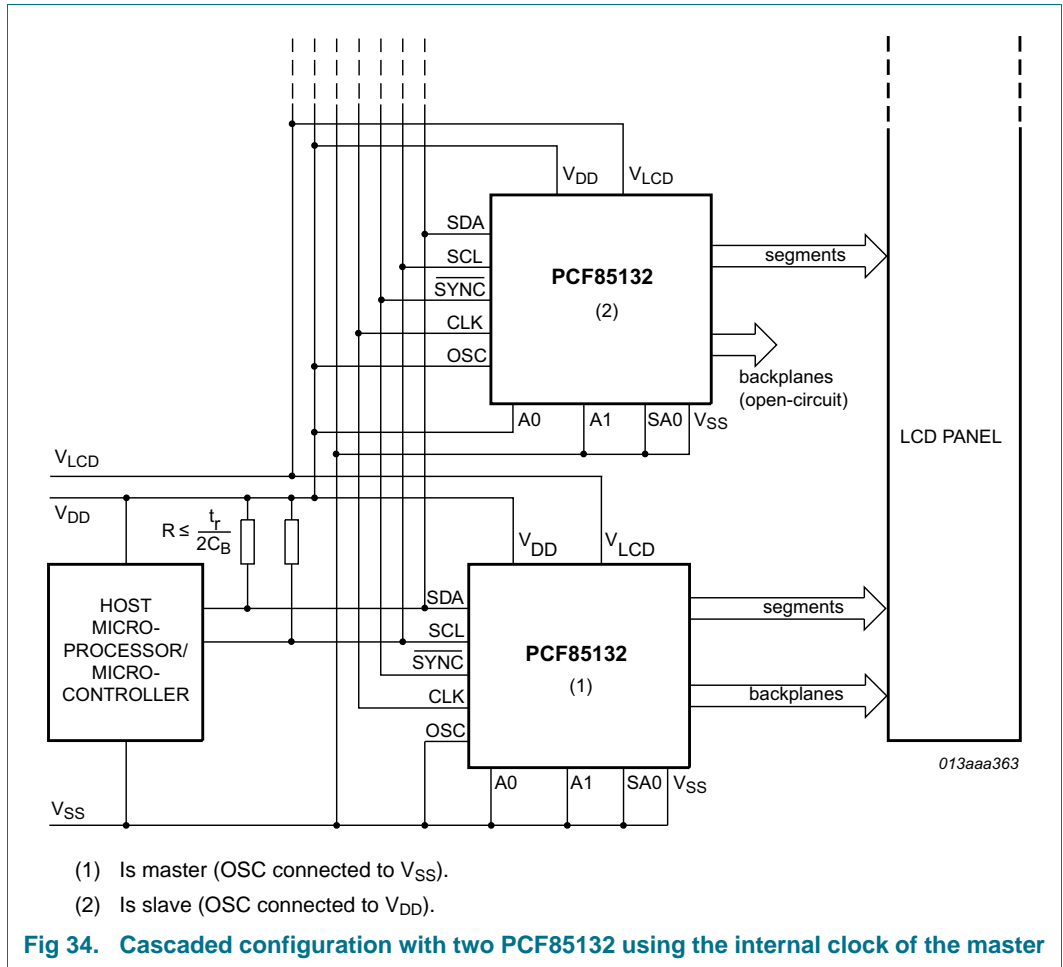 VDD
VLCD
SDA
SCL
SYNC
CLK
OSC
PCF85132
(2)
segments
backplanes
(open-circuit)
A0
A1
SA0
VSS
LCD PANEL
VLCD
VDD
R ≤ tr
2CB
VDD
VLCD
HOST
MICRO-
PROCESSOR/
MICRO-
CONTROLLER
SDA
SCL
SYNC
CLK
OSC
PCF85132
(1)
segments
backplanes
A0
A1
SA0
VSS
013aaa363
VSS
(1) Is master (OSC connected to VSS).
(2) Is slave (OSC connected to VDD).
Fig 34. Cascaded configuration with two PCF85132 using the internal clock of the master